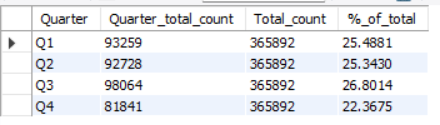 Quarter Quarter_total_count Total_count %_of_total
Q1 93259 365892 25.4881
Q2 92728 365892 25.3430
Q3 98064 365892 26.8014
Q4 81841 365892 22.3675